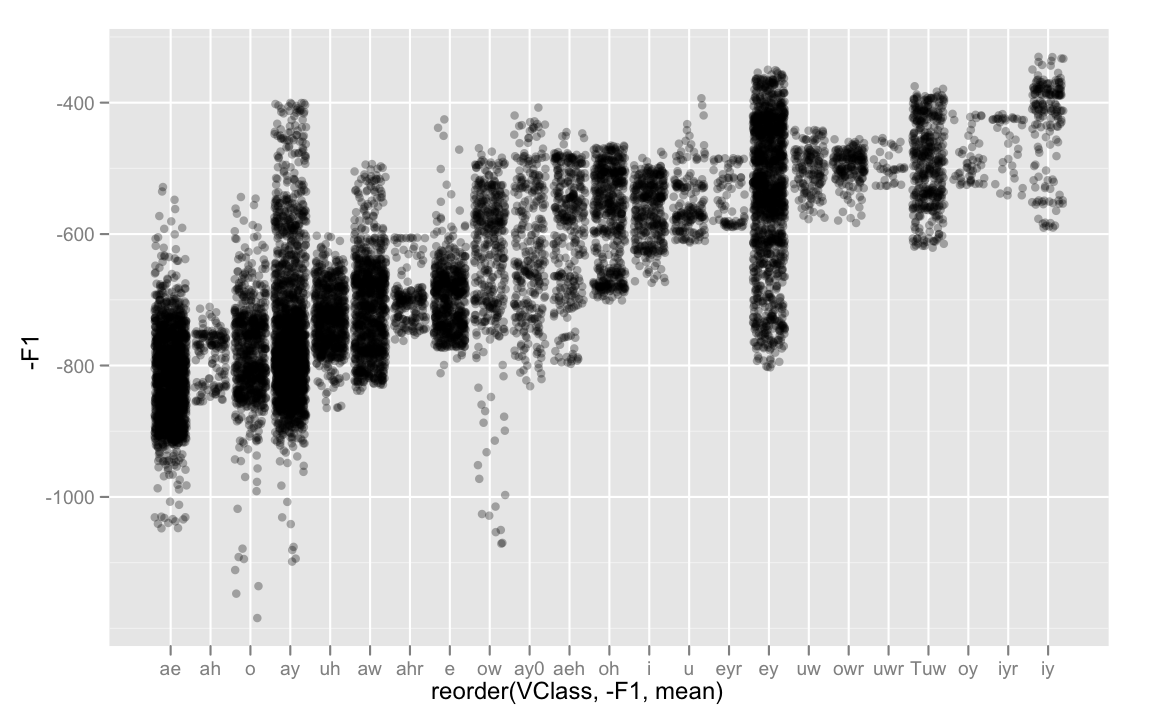 -F1
-400
-600
-800
-1000
ae ah o ay uh aw ahr e ow ay0 aeh oh i u eyr ey uw owr uwr Tuw oy iyr iy
reorder(VClass, -F1, mean)